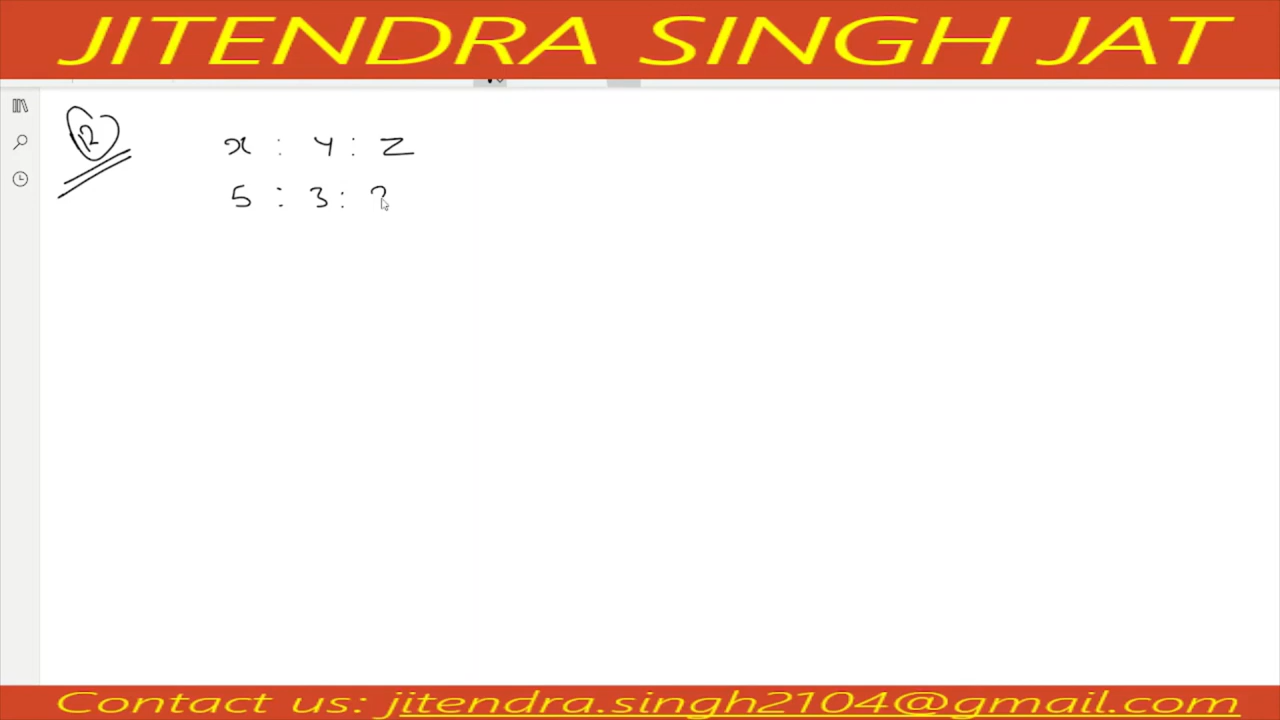 JITENDRA SINGH JAT
12
x : y : z
5 : 3 :
Contact us: jitendra.singh2104@gmail.com